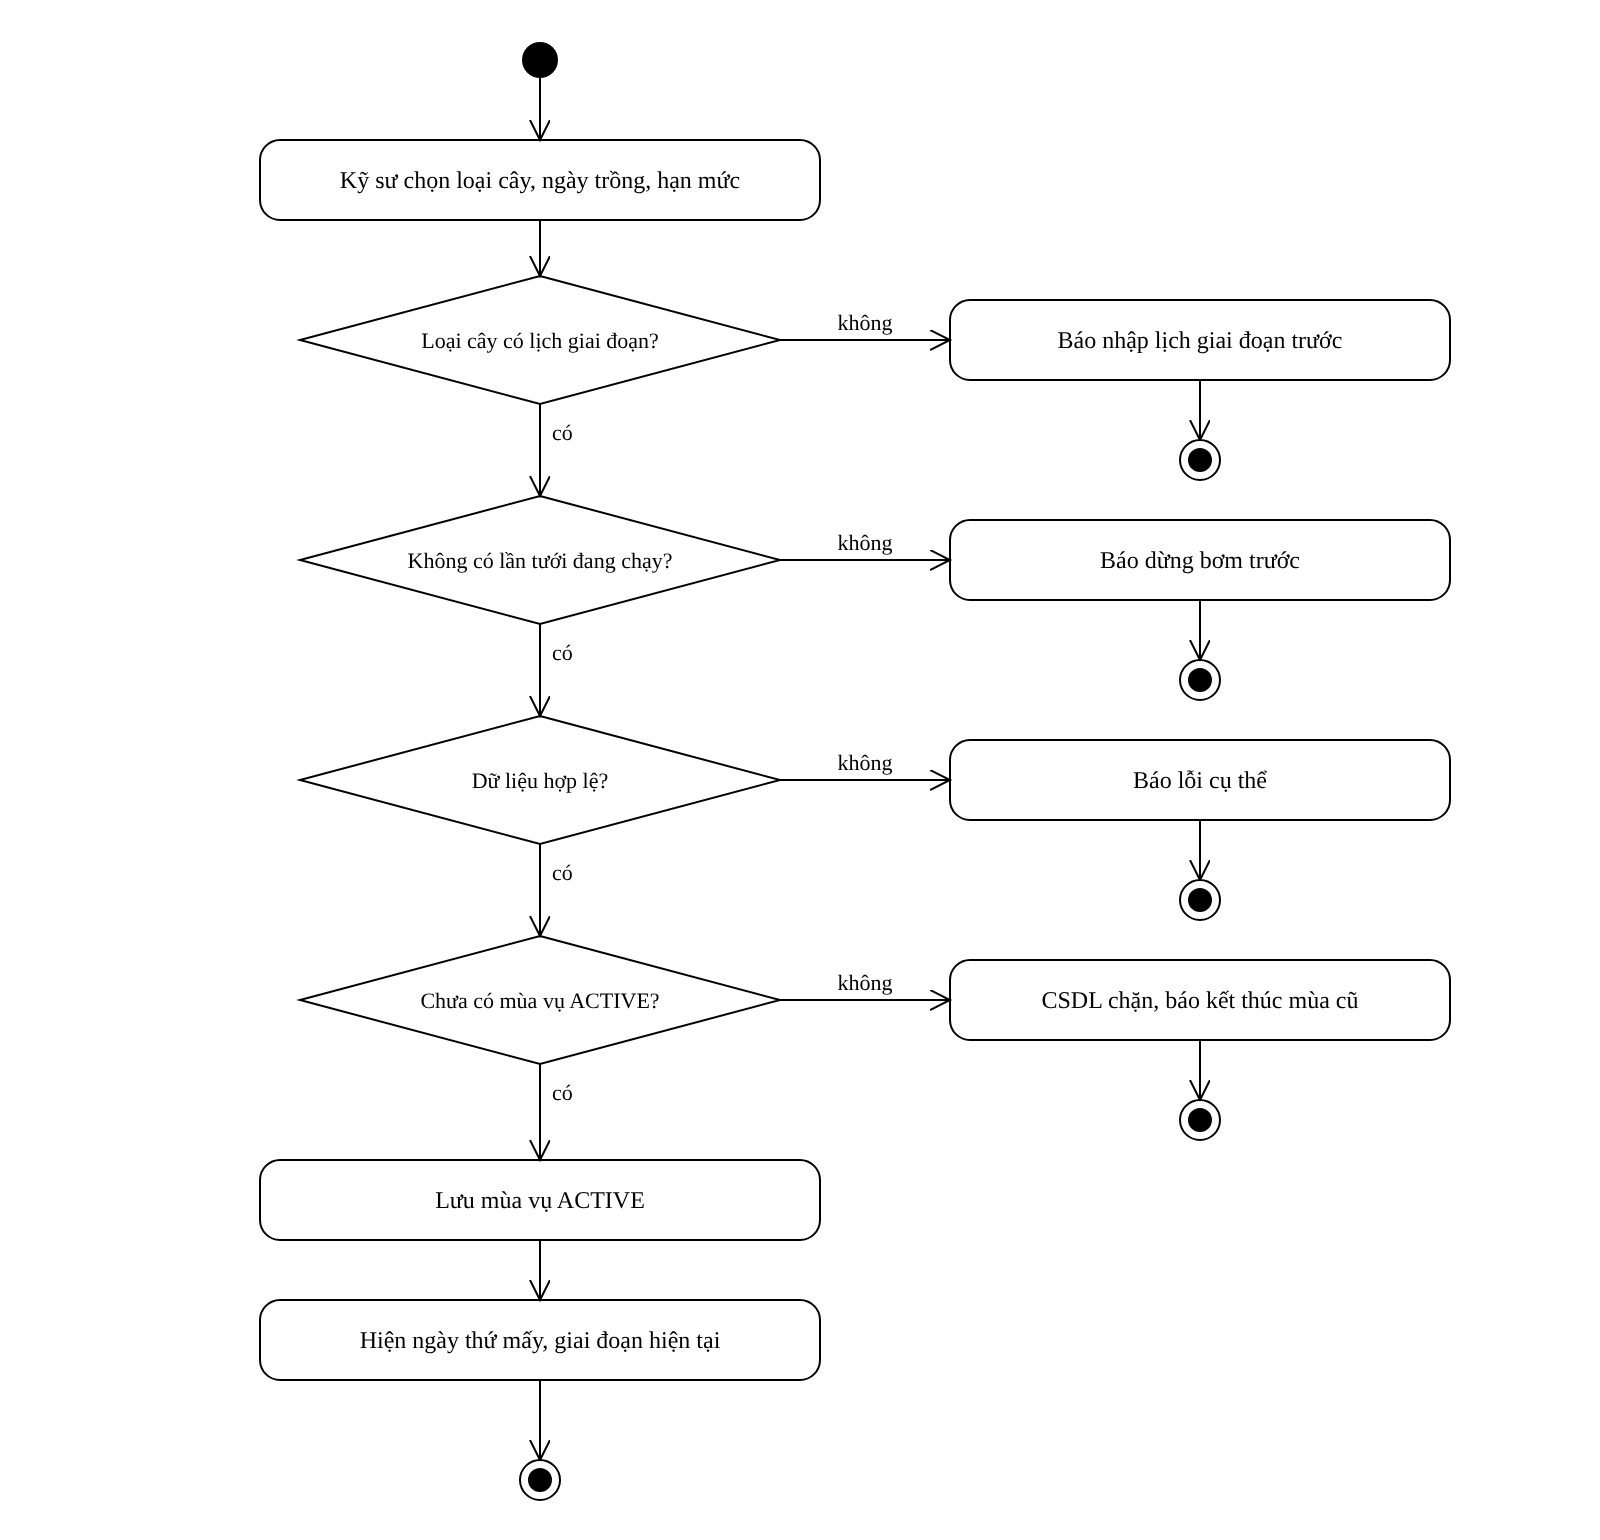 Kỹ sư chọn loại cây, ngày trồng, hạn mức
Loại cây có lịch giai đoạn?
không
Báo nhập lịch giai đoạn trước
có
Không có lần tưới đang chạy?
không
Báo dừng bơm trước
có
Dữ liệu hợp lệ?
không
Báo lỗi cụ thể
có
Chưa có mùa vụ ACTIVE?
không
CSDL chặn, báo kết thúc mùa cũ
có
Lưu mùa vụ ACTIVE
Hiện ngày thứ mấy, giai đoạn hiện tại